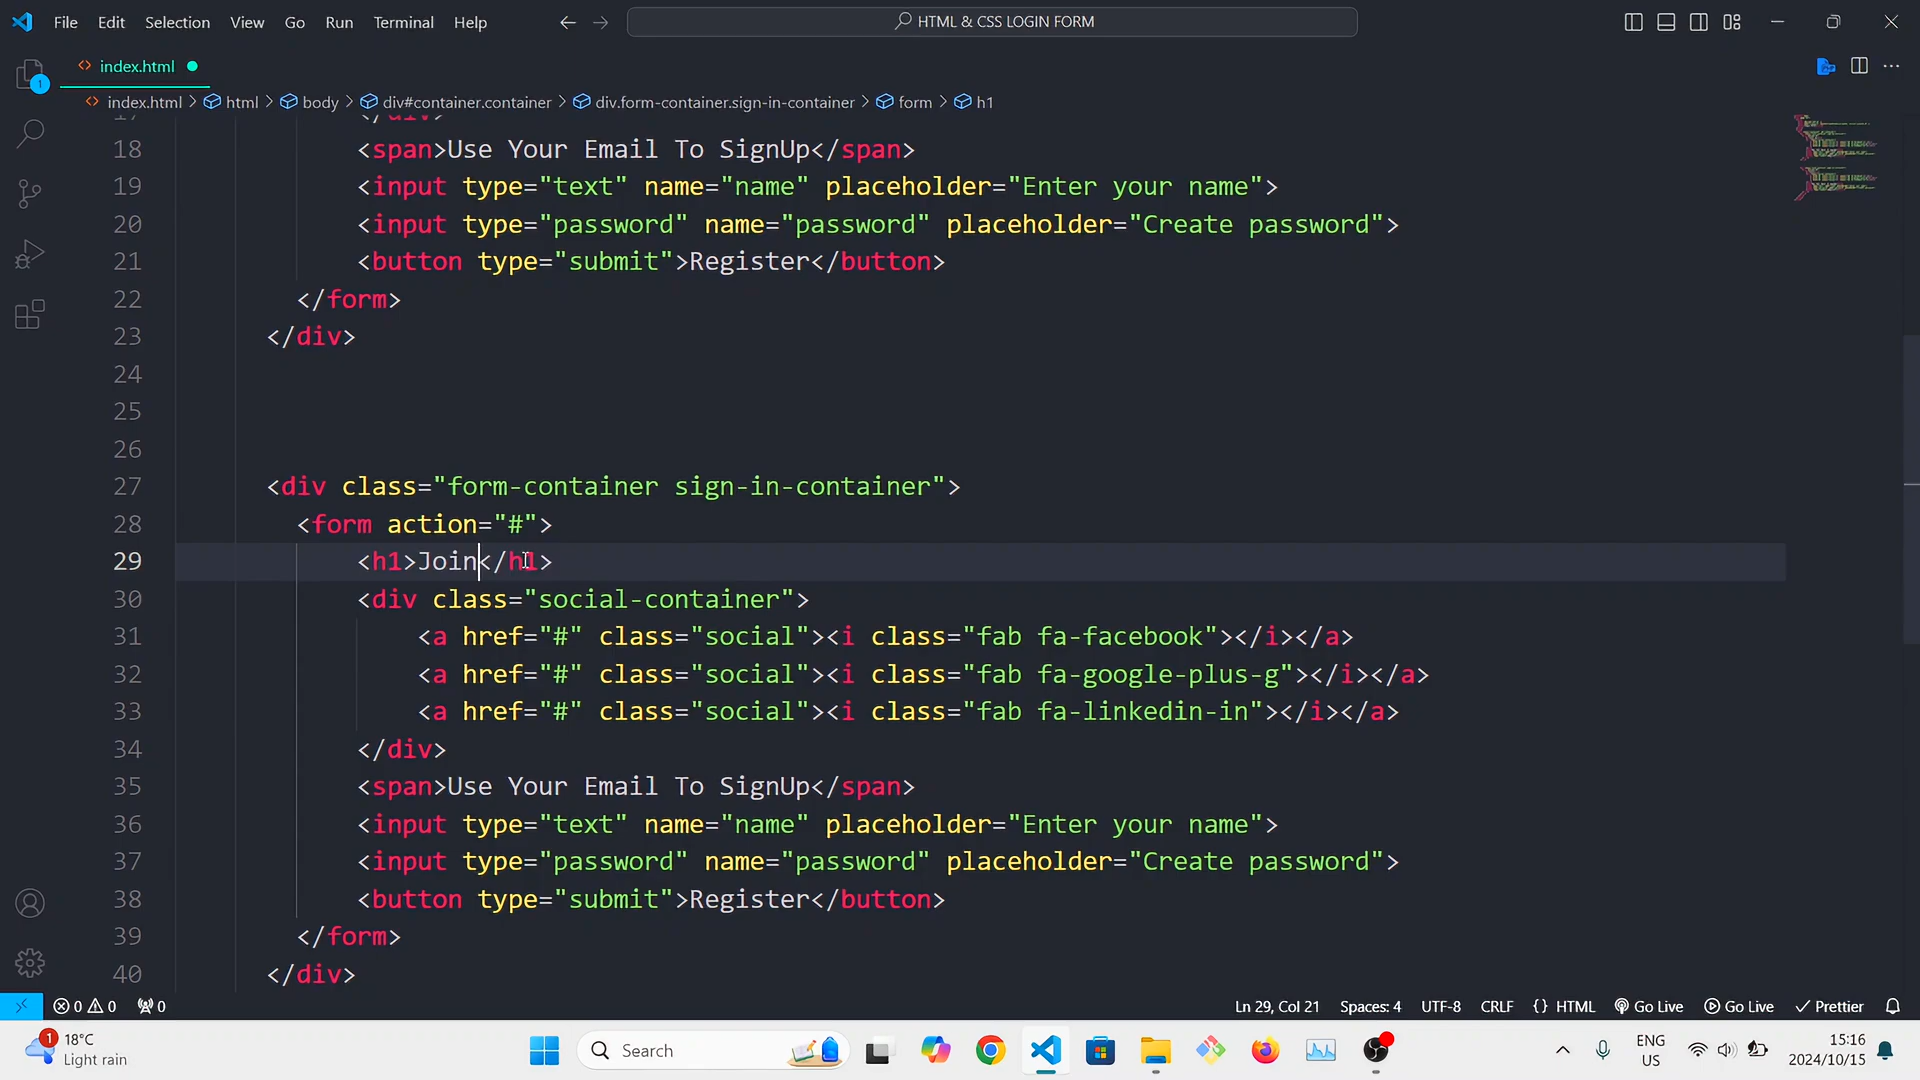 File Edit Selection View Go Run Terminal Help
HTML & CSS LOGIN FORM
1
index.html
index.html > html > body > div#container.container > div.form-container.sign-in-container > form > h1
17 </div>
18 <span>Use Your Email To SignUp</span>
19 <input type="text" name="name" placeholder="Enter your name">
20 <input type="password" name="password" placeholder="Create password">
21 <button type="submit">Register</button>
22 </form>
23 </div>
24
25
26
27 <div class="form-container sign-in-container">
28 <form action="#">
29 <h1>Join</h1>
30 <div class="social-container">
31 <a href="#" class="social"><i class="fab fa-facebook"></i></a>
32 <a href="#" class="social"><i class="fab fa-google-plus-g"></i></a>
33 <a href="#" class="social"><i class="fab fa-linkedin-in"></i></a>
34 </div>
35 <span>Use Your Email To SignUp</span>
36 <input type="text" name="name" placeholder="Enter your name">
37 <input type="password" name="password" placeholder="Create password">
38 <button type="submit">Register</button>
39 </form>
40 </div>
0 0 0 Ln 29, Col 21 Spaces: 4 UTF-8 CRLF {} HTML Go Live Go Live Prettier
1 18°C
Light rain
Search
ENG
US
15:16
2024/10/15